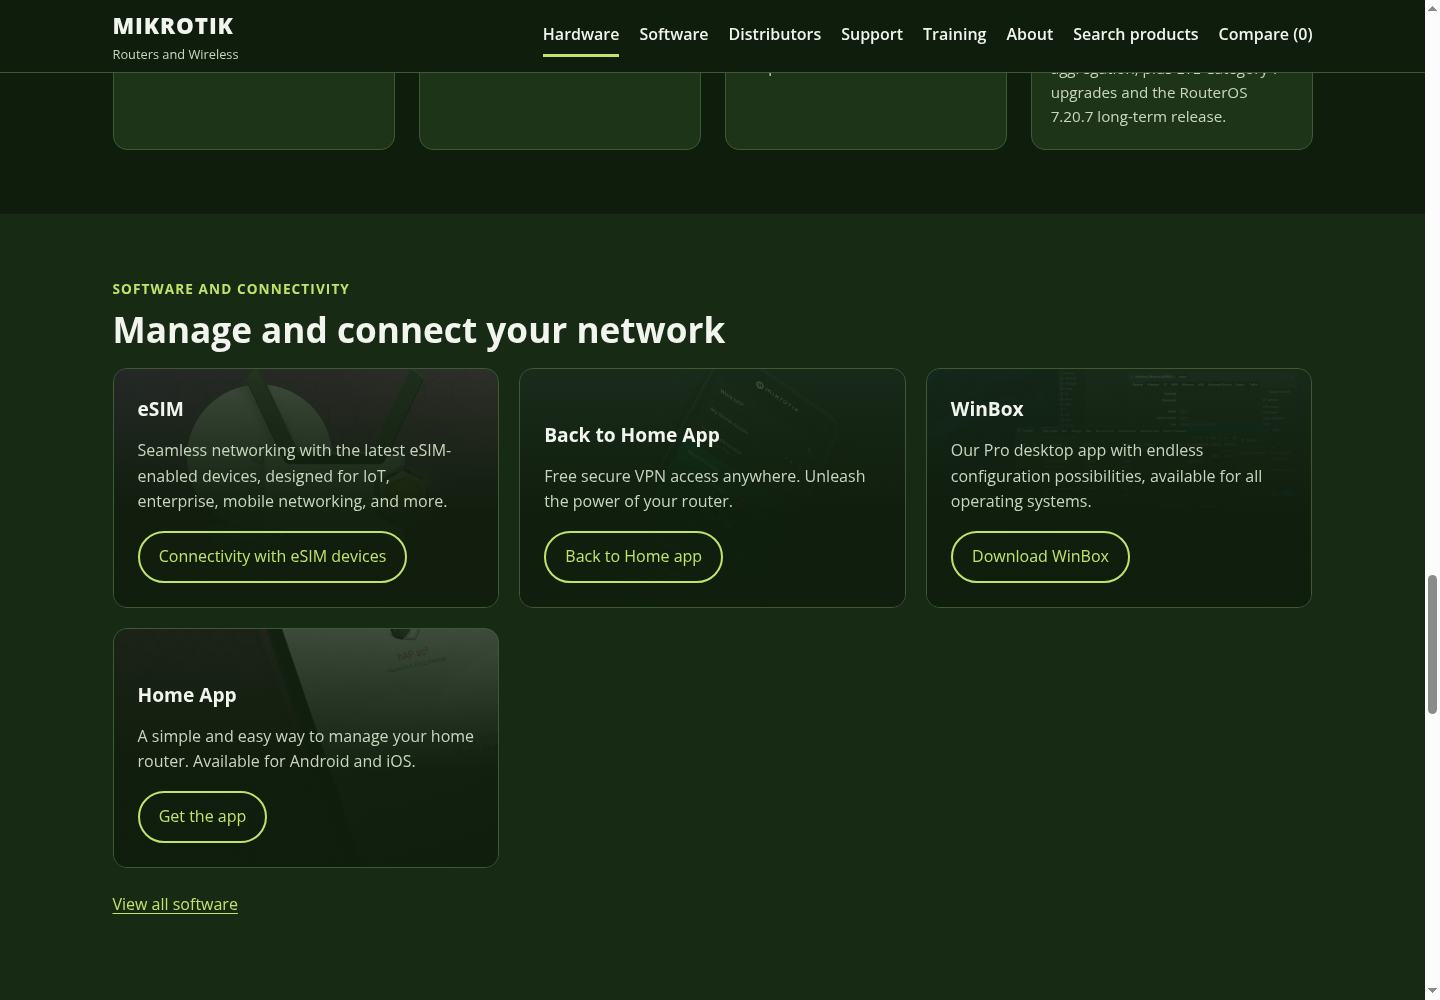 MIKROTIK
Routers and Wireless
Hardware Software Distributors Support Training About Search products Compare (0)
upgrades and the RouterOS
7.20.7 long-term release.
SOFTWARE AND CONNECTIVITY
Manage and connect your network
eSIM
Seamless networking with the latest eSIM-
enabled devices, designed for IoT,
enterprise, mobile networking, and more.
Connectivity with eSIM devices
Back to Home App
Free secure VPN access anywhere. Unleash
the power of your router.
Back to Home app
WinBox
Our Pro desktop app with endless
configuration possibilities, available for all
operating systems.
Download WinBox
Home App
A simple and easy way to manage your home
router. Available for Android and iOS.
Get the app
View all software